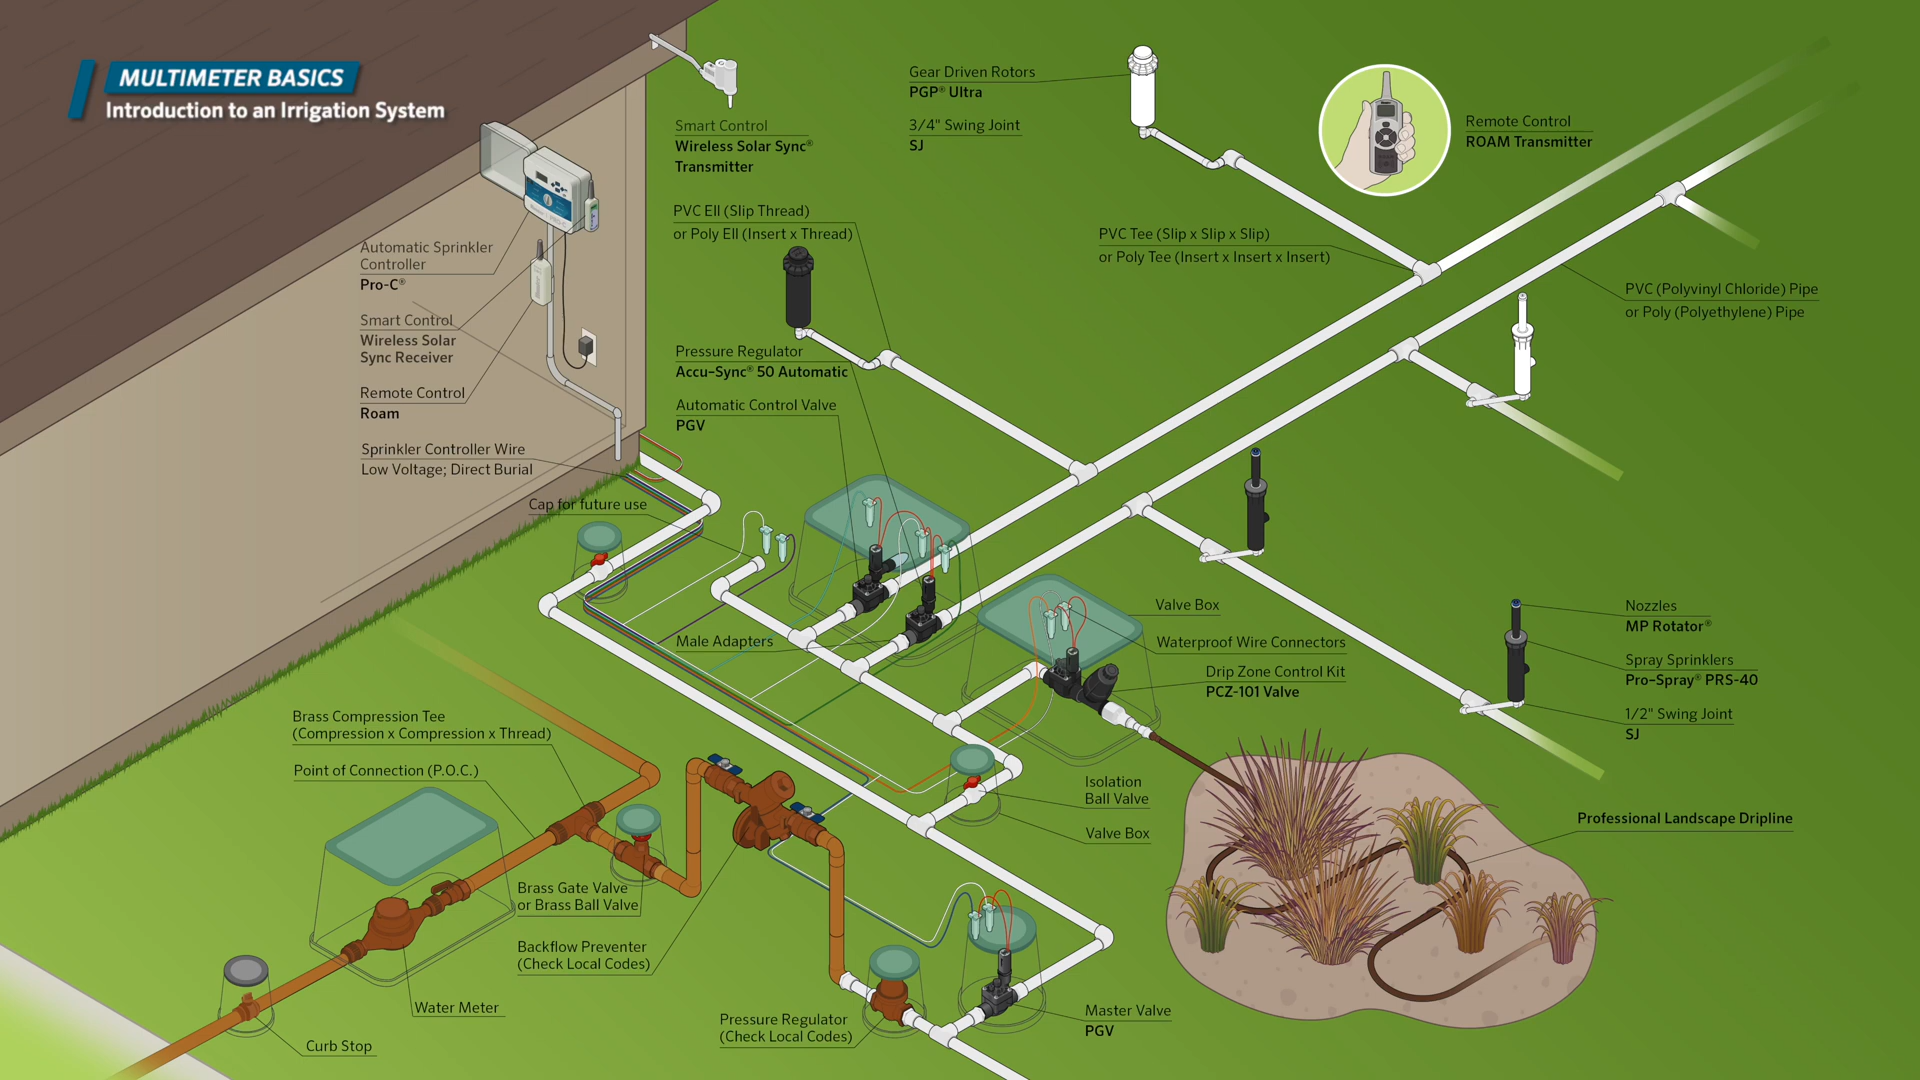 MULTIMETER BASICS
Introduction to an Irrigation System
Smart Control
Wireless Solar Sync®
Transmitter
Gear Driven Rotors
PGP® Ultra
3/4" Swing Joint
SJ
Remote Control
ROAM Transmitter
PVC Ell (Slip Thread)
or Poly Ell (Insert x Thread)
PVC Tee (Slip x Slip x Slip)
or Poly Tee (Insert x Insert x Insert)
PVC (Polyvinyl Chloride) Pipe
or Poly (Polyethylene) Pipe
Automatic Sprinkler
Controller
Pro-C®
Smart Control
Wireless Solar
Sync Receiver
Remote Control
Roam
Sprinkler Controller Wire
Low Voltage; Direct Burial
Pressure Regulator
Accu-Sync® 50 Automatic
Automatic Control Valve
PGV
Cap for future use
Male Adapters
Valve Box
Waterproof Wire Connectors
Drip Zone Control Kit
PCZ-101 Valve
Nozzles
MP Rotator®
Spray Sprinklers
Pro-Spray® PRS-40
1/2" Swing Joint
SJ
Brass Compression Tee
(Compression x Compression x Thread)
Point of Connection (P.O.C.)
Isolation
Ball Valve
Valve Box
Professional Landscape Dripline
Brass Gate Valve
or Brass Ball Valve
Backflow Preventer
(Check Local Codes)
Water Meter
Curb Stop
Pressure Regulator
(Check Local Codes)
Master Valve
PGV